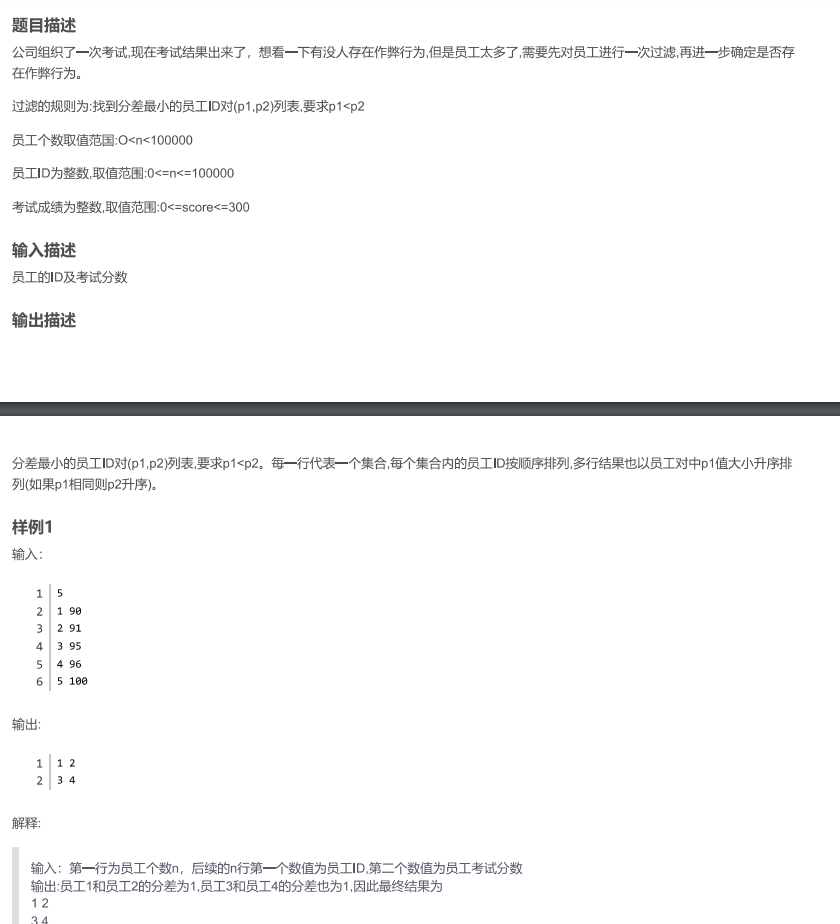 题目描述
公司组织了一次考试,现在考试结果出来了，想看一下有没人存在作弊行为,但是员工太多了,需要先对员工进行一次过滤,再进一步确定是否存
在作弊行为。
过滤的规则为:找到分差最小的员工ID对(p1,p2)列表,要求p1<p2
员工个数取值范国:O<n<100000
员工ID为整数,取值范围:0<=n<=100000
考试成绩为整数,取值范围:0<=score<=300
输入描述
员工的ID及考试分数
输出描述
分差最小的员工ID对(p1,p2)列表,要求p1<p2。每一行代表一个集合,每个集合内的员工ID按顺序排列,多行结果也以员工对中p1值大小升序排
列(如果p1相同则p2升序)。
样例1
输入：
1 5
2 1 90
3 2 91
4 3 95
5 4 96
6 5 100
输出:
1 1 2
2 3 4
解释:
输入：第一行为员工个数n，后续的n行第一个数值为员工ID,第二个数值为员工考试分数
输出:员工1和员工2的分差为1,员工3和员工4的分差也为1,因此最终结果为
1 2
3 4